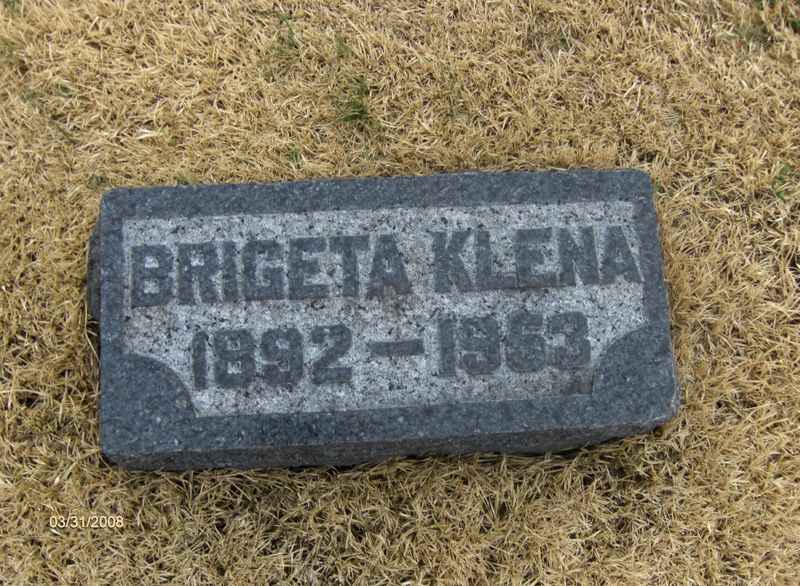 BRIGETA KLENA
1892 — 1963
03/31/2008